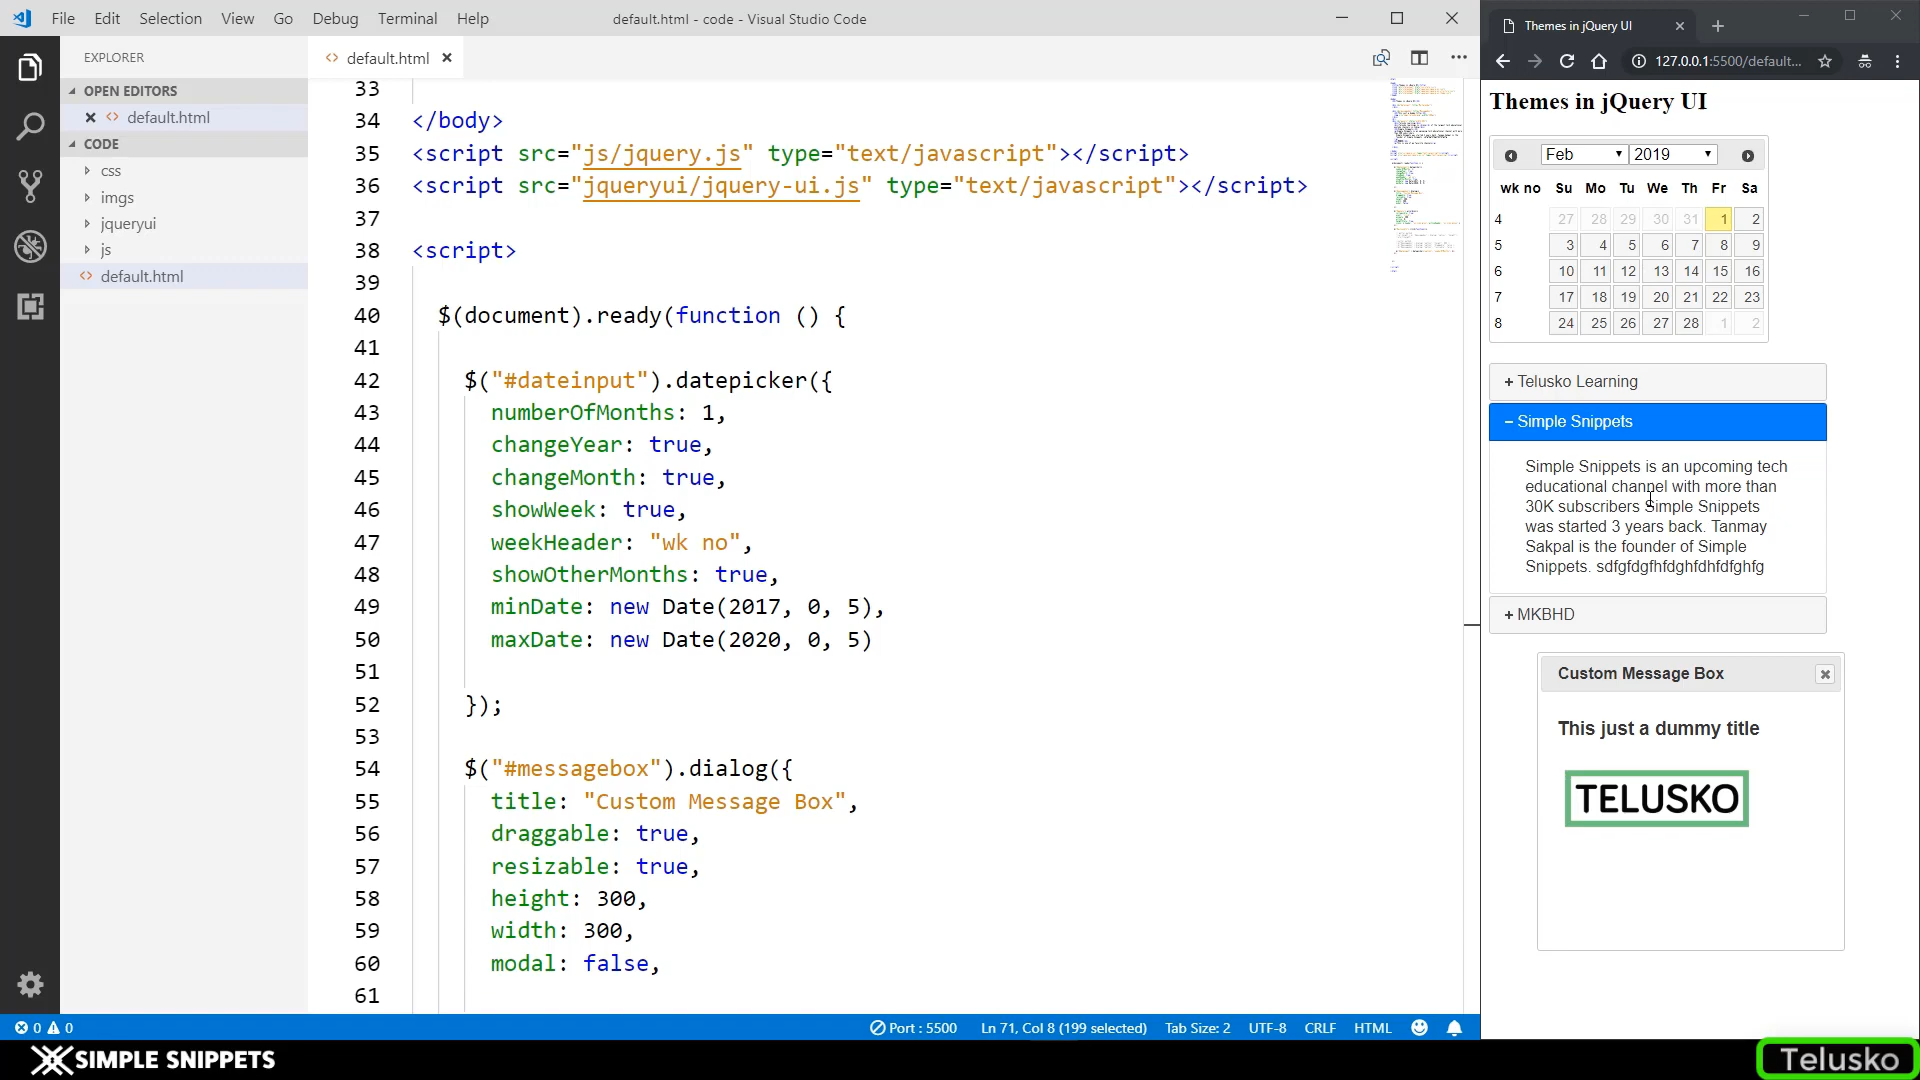 File Edit Selection View Go Debug Terminal Help
default.html - code - Visual Studio Code
EXPLORER
OPEN EDITORS
default.html
CODE
css
imgs
jqueryui
js
default.html
default.html
33
34 </body>
35 <script src="js/jquery.js" type="text/javascript"></script>
36 <script src="jqueryui/jquery-ui.js" type="text/javascript"></script>
37
38 <script>
39
40 $(document).ready(function () {
41
42 $("#dateinput").datepicker({
43 numberOfMonths: 1,
44 changeYear: true,
45 changeMonth: true,
46 showWeek: true,
47 weekHeader: "wk no",
48 showOtherMonths: true,
49 minDate: new Date(2017, 0, 5),
50 maxDate: new Date(2020, 0, 5)
51
52 });
53
54 $("#messagebox").dialog({
55 title: "Custom Message Box",
56 draggable: true,
57 resizable: true,
58 height: 300,
59 width: 300,
60 modal: false,
61
0 0
Port : 5500 Ln 71, Col 8 (199 selected) Tab Size: 2 UTF-8 CRLF HTML
Themes in jQuery UI
127.0.0.1:5500/default...
Themes in jQuery UI
Feb 2019
wk no Su Mo Tu We Th Fr Sa
4 27 28 29 30 31 1 2
5 3 4 5 6 7 8 9
6 10 11 12 13 14 15 16
7 17 18 19 20 21 22 23
8 24 25 26 27 28 1 2
+ Telusko Learning
– Simple Snippets
Simple Snippets is an upcoming tech
educational channel with more than
30K subscribers Simple Snippets
was started 3 years back. Tanmay
Sakpal is the founder of Simple
Snippets. sdfgfdgfhfdghfdhfdfghfg
+ MKBHD
Custom Message Box
This just a dummy title
TELUSKO
SIMPLE SNIPPETS
Telusko